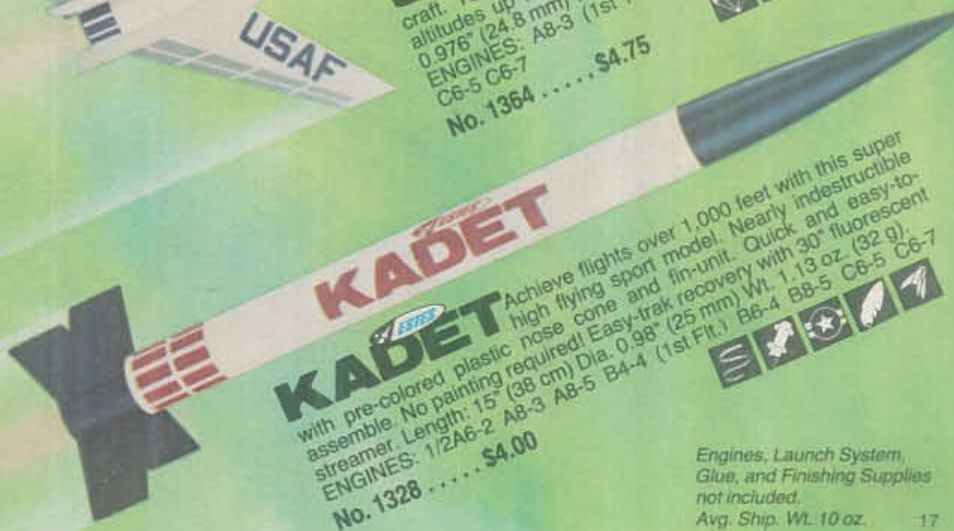 USAF
craft.
altitudes up
0.976" (24.8 mm)
ENGINES: A8-3 (1st
C6-5 C6-7
No. 1364 . . . . . $4.75
ESTES
KADET
ESTES
KADET Achieve flights over 1,000 feet with this super
high flying sport model. Nearly indestructible
with pre-colored plastic nose cone and fin-unit. Quick and easy-to-
assemble. No painting required! Easy-trak recovery with 30" fluorescent
streamer. Length: 15" (38 cm) Dia. 0.98" (25 mm) Wt. 1.13 oz. (32 g).
ENGINES: 1/2A6-2 A8-3 A8-5 B4-4 (1st Flt.) B6-4 B8-5 C6-5 C6-7
No. 1328 . . . . . $4.00
Engines, Launch System,
Glue, and Finishing Supplies
not included.
Avg. Ship. Wt. 10 oz. 17